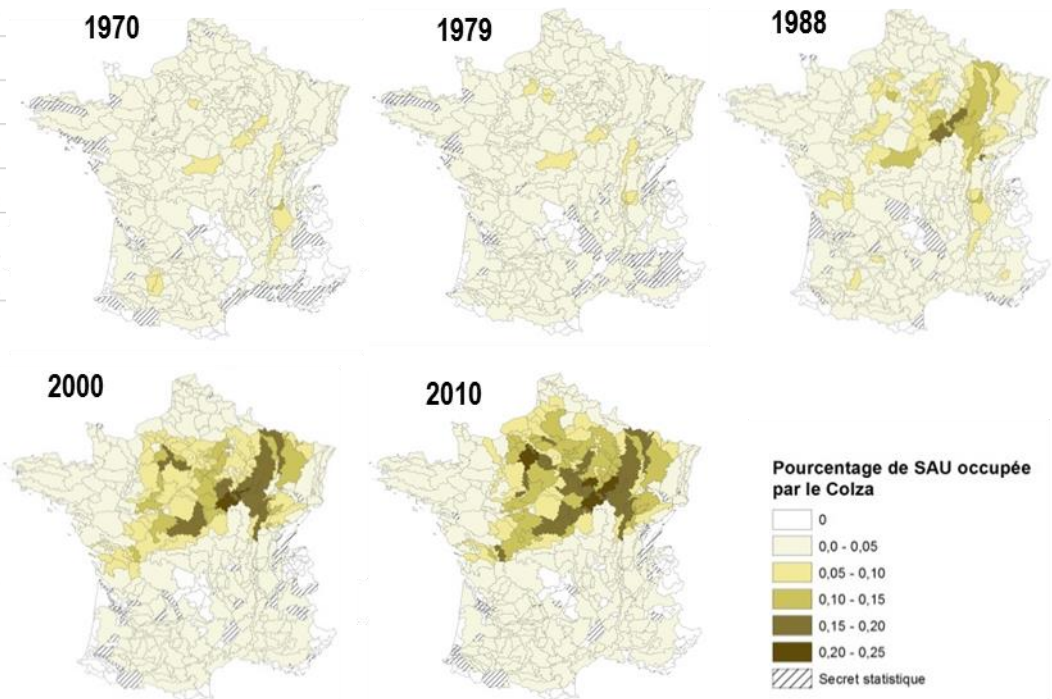 1970
1979
1988
2000
2010
Pourcentage de SAU occupée
par le Colza
0
0,0 - 0,05
0,05 - 0,10
0,10 - 0,15
0,15 - 0,20
0,20 - 0,25
Secret statistique